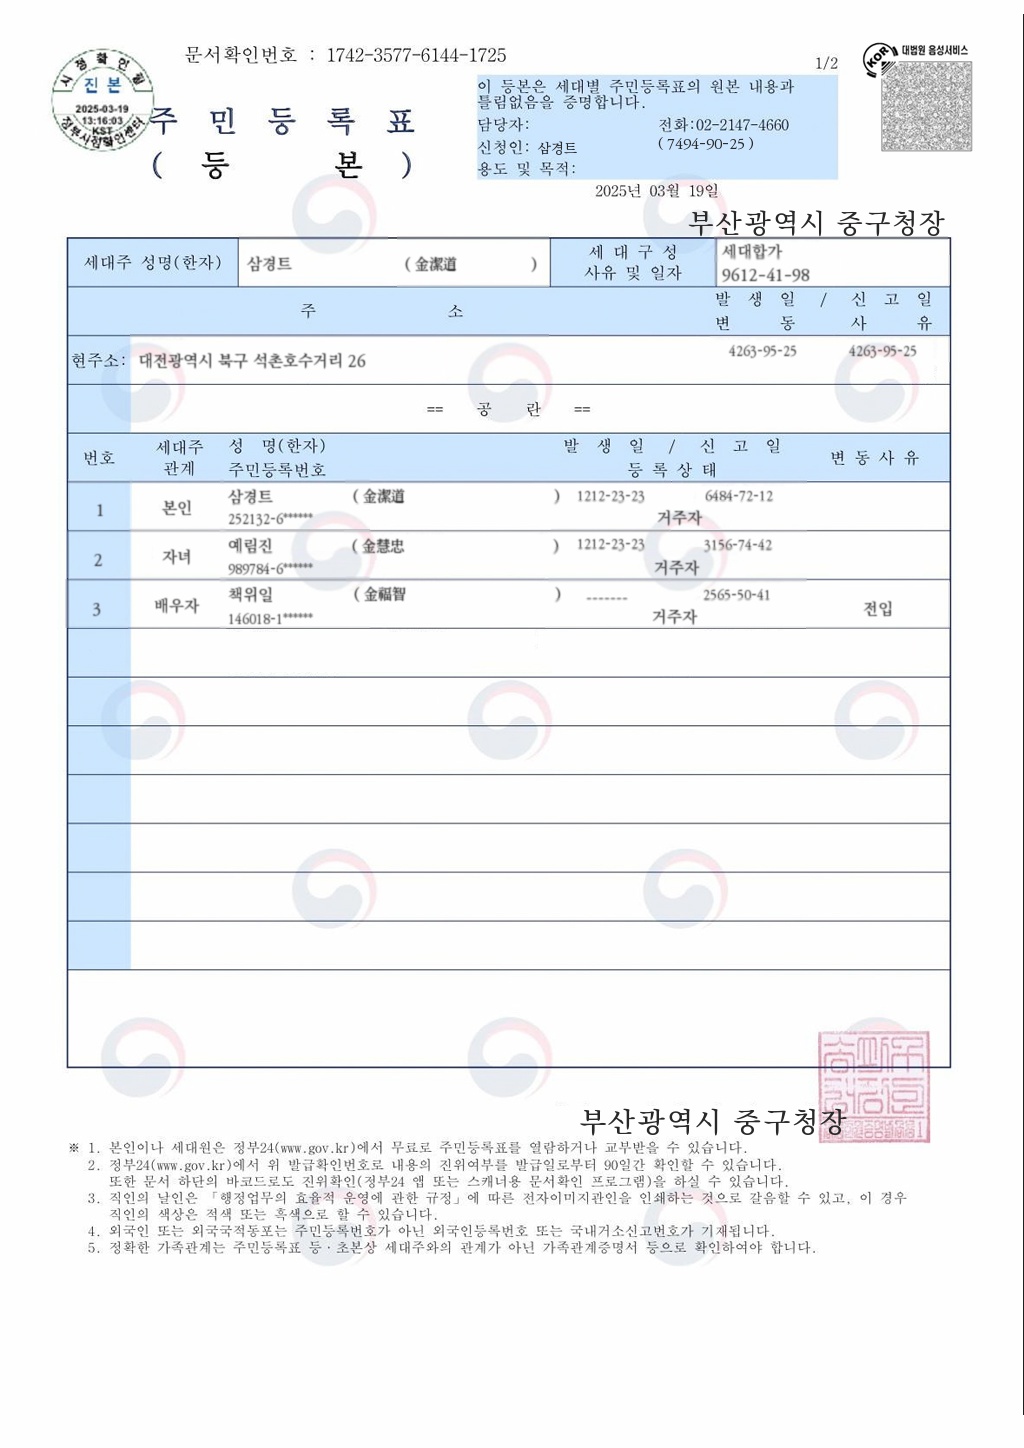 문서확인번호 : 1742-3577-6144-1725
1/2
대법원 음성서비스
KOR
시점확인필
진 본
2025-03-19
13:16:03
KST
정부시점확인센터
주 민 등 록 표
( 등 본 )
이 등본은 세대별 주민등록표의 원본 내용과
틀림없음을 증명합니다.
담당자: 전화:02-2147-4660
신청인: 삼경트 ( 7494-90-25 )
용도 및 목적:
2025년 03월 19일
부산광역시 중구청장
세대주 성명(한자) 삼경트 ( 金潔道 ) 세 대 구 성 사유 및 일자 세대합가
9612-41-98
주 소 발 생 일 / 신 고 일
변 동 사 유
현주소: 대전광역시 북구 석촌호수거리 26 4263-95-25 4263-95-25
== 공 란 ==
번호 세대주 관계 성 명(한자) 주민등록번호 발 생 일 / 신 고 일 등 록 상 태 변 동 사 유
1 본인 삼경트 ( 金潔道 ) 1212-23-23 6484-72-12
252132-6****** 거주자
2 자녀 예림진 ( 金慧忠 ) 1212-23-23 3156-74-42
989784-6****** 거주자
3 배우자 책위일 ( 金福智 ) ------- 2565-50-41 전입
146018-1****** 거주자
부산광역시 중구청장
※ 1. 본인이나 세대원은 정부24(www.gov.kr)에서 무료로 주민등록표를 열람하거나 교부받을 수 있습니다.
2. 정부24(www.gov.kr)에서 위 발급확인번호로 내용의 진위여부를 발급일로부터 90일간 확인할 수 있습니다.
또한 문서 하단의 바코드로도 진위확인(정부24 앱 또는 스캐너용 문서확인 프로그램)을 하실 수 있습니다.
3. 직인의 날인은 「행정업무의 효율적 운영에 관한 규정」에 따른 전자이미지관인을 인쇄하는 것으로 갈음할 수 있고, 이 경우
직인의 색상은 적색 또는 흑색으로 할 수 있습니다.
4. 외국인 또는 외국국적동포는 주민등록번호가 아닌 외국인등록번호 또는 국내거소신고번호가 기재됩니다.
5. 정확한 가족관계는 주민등록표 등·초본상 세대주와의 관계가 아닌 가족관계증명서 등으로 확인하여야 합니다.